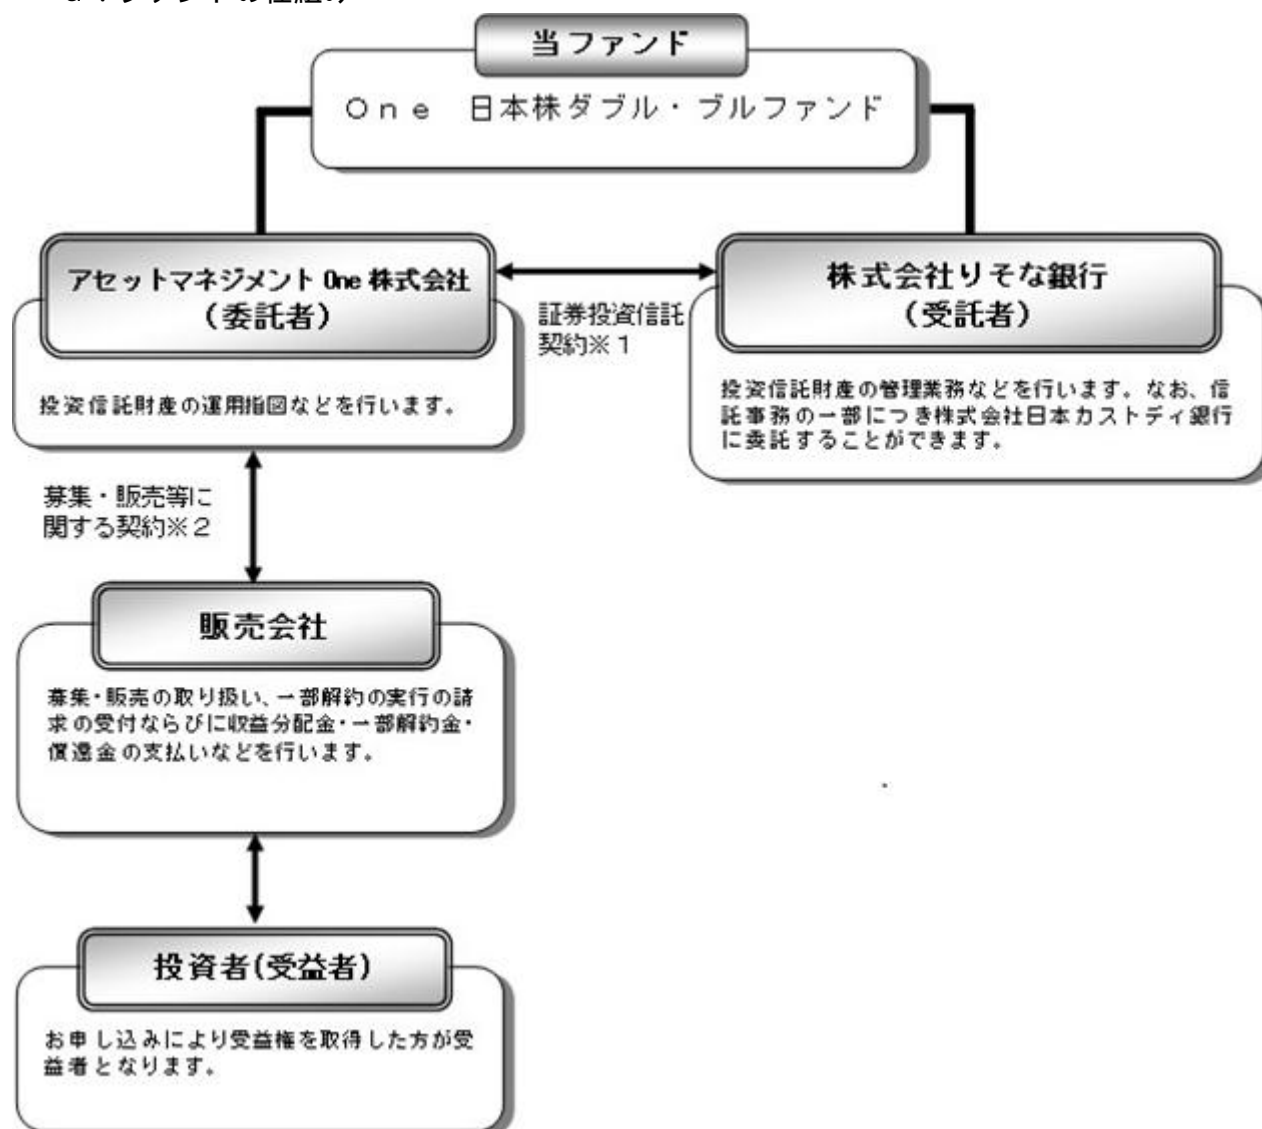 当ファンド
Ｏｎｅ 日本株ダブル・ブルファンド
アセットマネジメント One 株式会社
（委託者）
投資信託財産の運用指図などを行います。
証券投資信託
契約※１
株式会社りそな銀行
（受託者）
投資信託財産の管理業務などを行います。なお、信
託事務の一部につき株式会社日本カストディ銀行
に委託することができます。
募集・販売等に
関する契約※２
販売会社
募集・販売の取り扱い、一部解約の実行の請
求の受付ならびに収益分配金・一部解約金・
償還金の支払いなどを行います。
投資者(受益者)
お申し込みにより受益権を取得した方が受
益者となります。